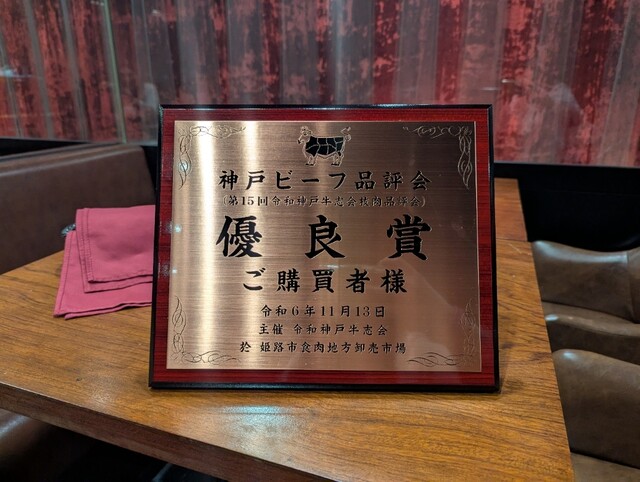 神戸ビーフ品評会
(第15回令和神戸牛志会枝肉品評会)
優良賞
ご購買者様
令和6年11月13日
主催 令和神戸牛志会
於 姫路市食肉地方卸売市場